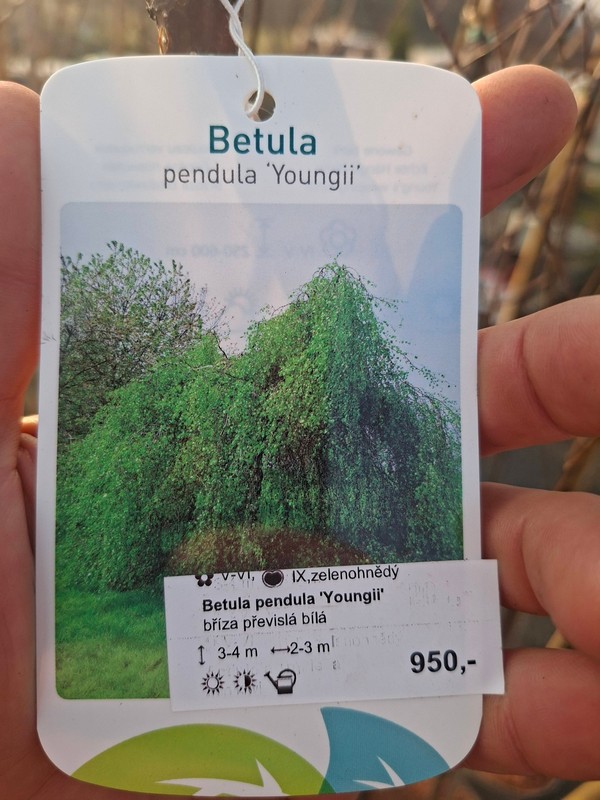 Betula
pendula 'Youngii'
V-VI, IX,zelenohnědý
Betula pendula 'Youngii'
bříza převislá bílá
3-4 m 2-3 m
950,-